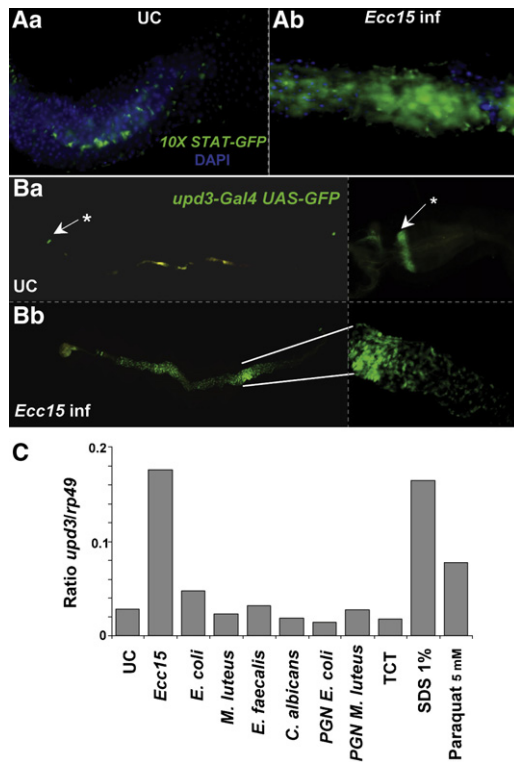 Aa
UC
10X STAT-GFP
DAPI
Ab
Ecc15 inf
Ba
*
upd3-Gal4 UAS-GFP
*
UC
Bb
Ecc15 inf
C
Ratio upd3/rp49
0.2
0.1
0
UC
Ecc15
E. coli
M. luteus
E. faecalis
C. albicans
PGN E. coli
PGN M. luteus
TCT
SDS 1%
Paraquat 5 mM